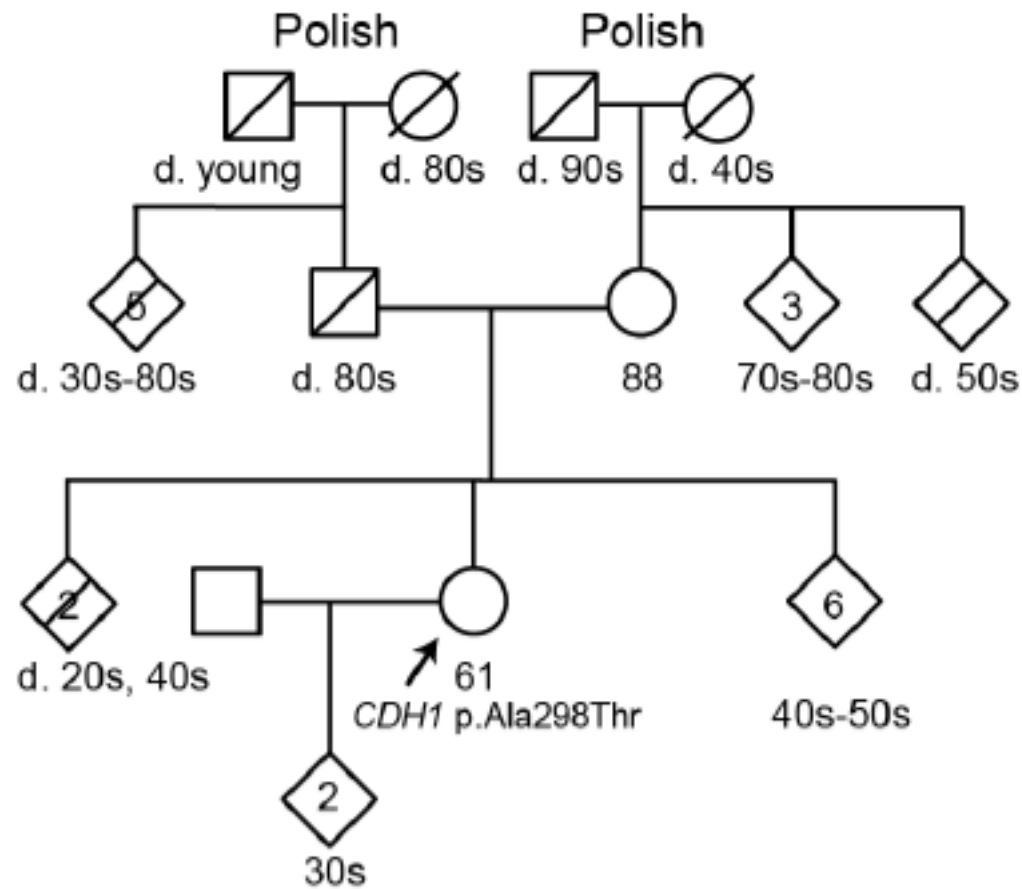 Polish Polish
d. young d. 80s d. 90s d. 40s
5 3
d. 30s-80s d. 80s 88 70s-80s d. 50s
2 6
d. 20s, 40s 61
CDH1 p.Ala298Thr 40s-50s
2
30s